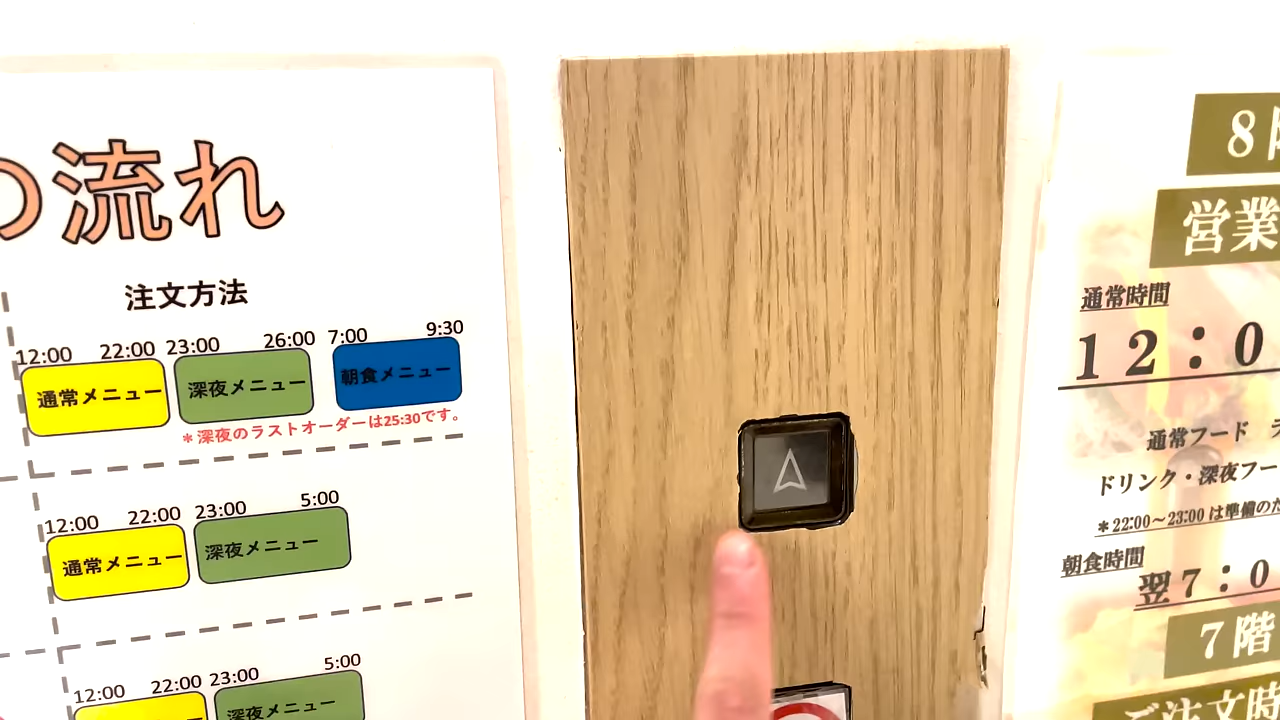 の流れ
注文方法
12:00 22:00 23:00 26:00 7:00 9:30
通常メニュー 深夜メニュー 朝食メニュー
＊深夜のラストオーダーは25:30です。
12:00 22:00 23:00 5:00
通常メニュー 深夜メニュー
12:00 22:00 23:00 5:00
深夜メニュー
8階
営業
通常時間
12:0
通常フード
ドリンク・深夜フー
＊22:00～23:00は準備の
朝食時間
翌7:0
7階
ご注文時